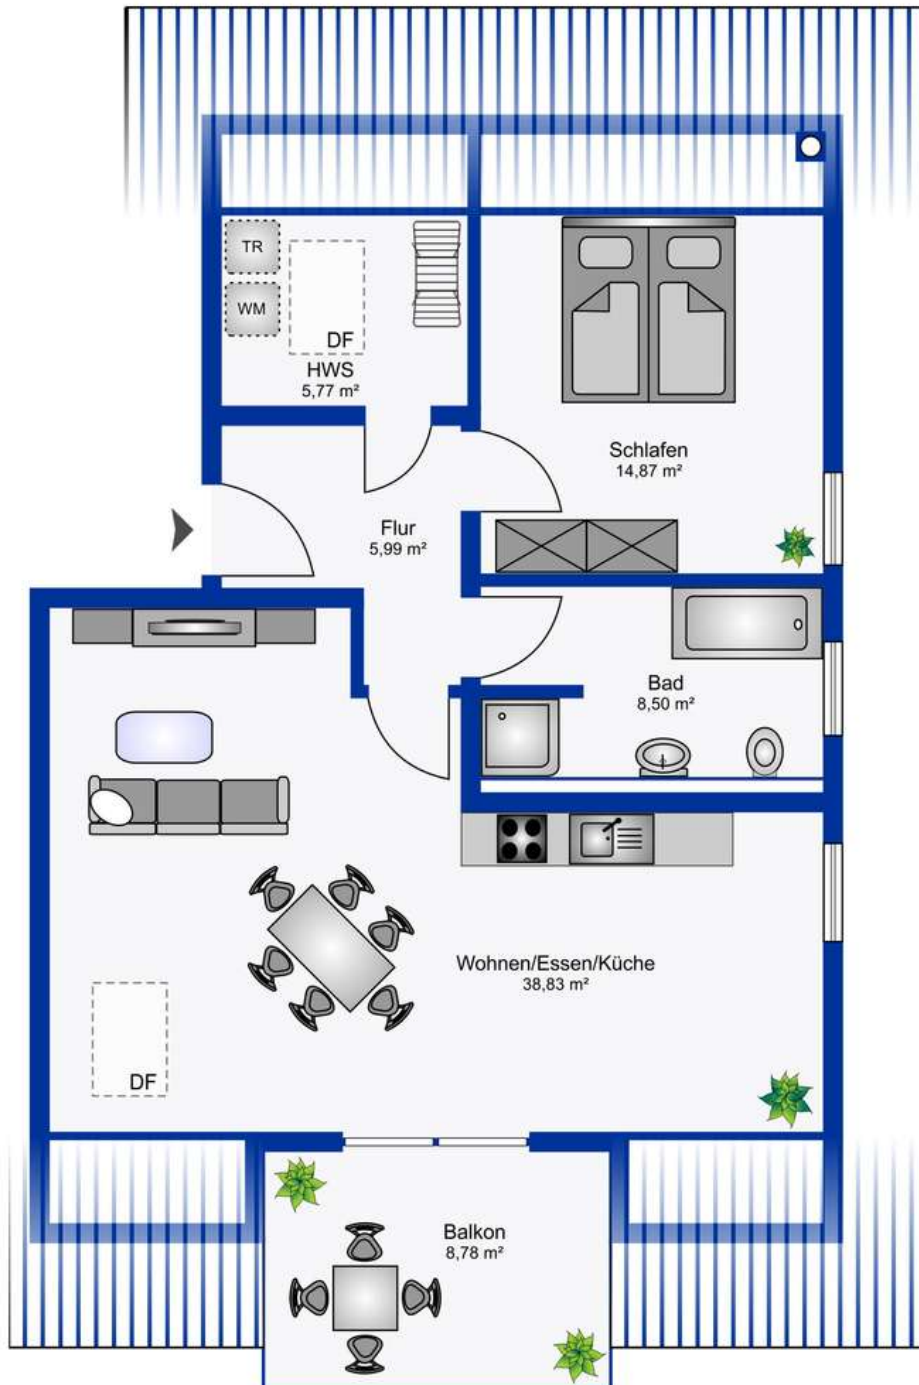 TR
WM
DF
HWS
5,77 m²
Schlafen
14,87 m²
Flur
5,99 m²
Bad
8,50 m²
Wohnen/Essen/Küche
38,83 m²
DF
Balkon
8,78 m²